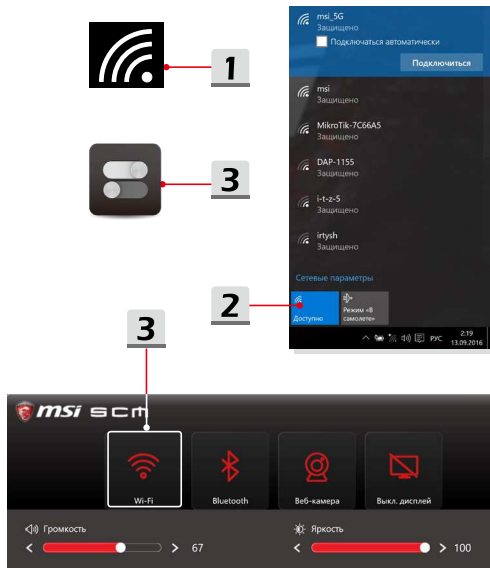 1
3
msi_5G
Защищено
Подключаться автоматически
Подключиться
msi
Защищено
MikroTik-7C66A5
Защищено
DAP-1155
Защищено
i-t-z-5
Защищено
irtysh
Защищено
Сетевые параметры
2
Доступно
Режим «В
самолете»
РУС
2:19
13.09.2016
3
msi SCM
Wi-Fi
Bluetooth
Веб-камера
Выкл. дисплей
Громкость
67
Яркость
100